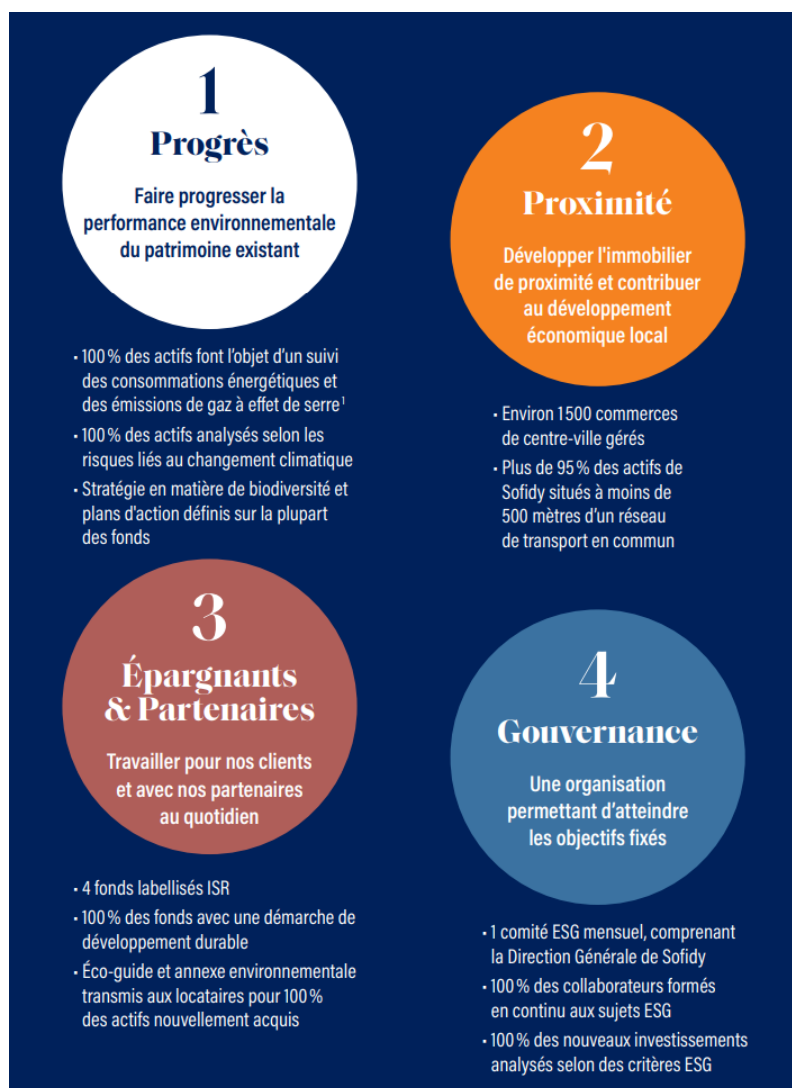 1
Progrès
Faire progresser la
performance environnementale
du patrimoine existant
• 100 % des actifs font l’objet d’un suivi
des consommations énergétiques et
des émissions de gaz à effet de serre¹
• 100 % des actifs analysés selon les
risques liés au changement climatique
• Stratégie en matière de biodiversité et
plans d'action définis sur la plupart
des fonds
2
Proximité
Développer l'immobilier
de proximité et contribuer
au développement
économique local
• Environ 1500 commerces
de centre-ville gérés
• Plus de 95 % des actifs de
Sofidy situés à moins de
500 mètres d’un réseau
de transport en commun
3
Épargnants
& Partenaires
Travailler pour nos clients
et avec nos partenaires
au quotidien
• 4 fonds labellisés ISR
• 100 % des fonds avec une démarche de
développement durable
• Éco-guide et annexe environnementale
transmis aux locataires pour 100 %
des actifs nouvellement acquis
4
Gouvernance
Une organisation
permettant d’atteindre
les objectifs fixés
• 1 comité ESG mensuel, comprenant
la Direction Générale de Sofidy
• 100 % des collaborateurs formés
en continu aux sujets ESG
• 100 % des nouveaux investissements
analysés selon des critères ESG